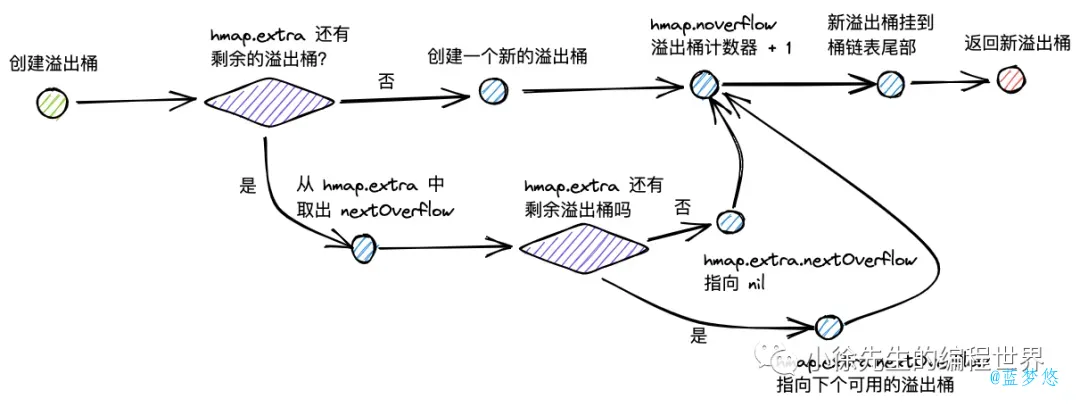 创建溢出桶
hmap.extra 还有
剩余的溢出桶?
否
创建一个新的溢出桶
hmap.noverflow
溢出桶计数器 + 1
新溢出桶挂到
桶链表尾部
返回新溢出桶
是
从 hmap.extra 中
取出 nextOverflow
hmap.extra 还有
剩余溢出桶吗
否
hmap.extra.nextOverflow
指向 nil
是
hmap.extra.nextOverflow
指向下个可用的溢出桶
小徐先生的编程世界
@蓝梦悠